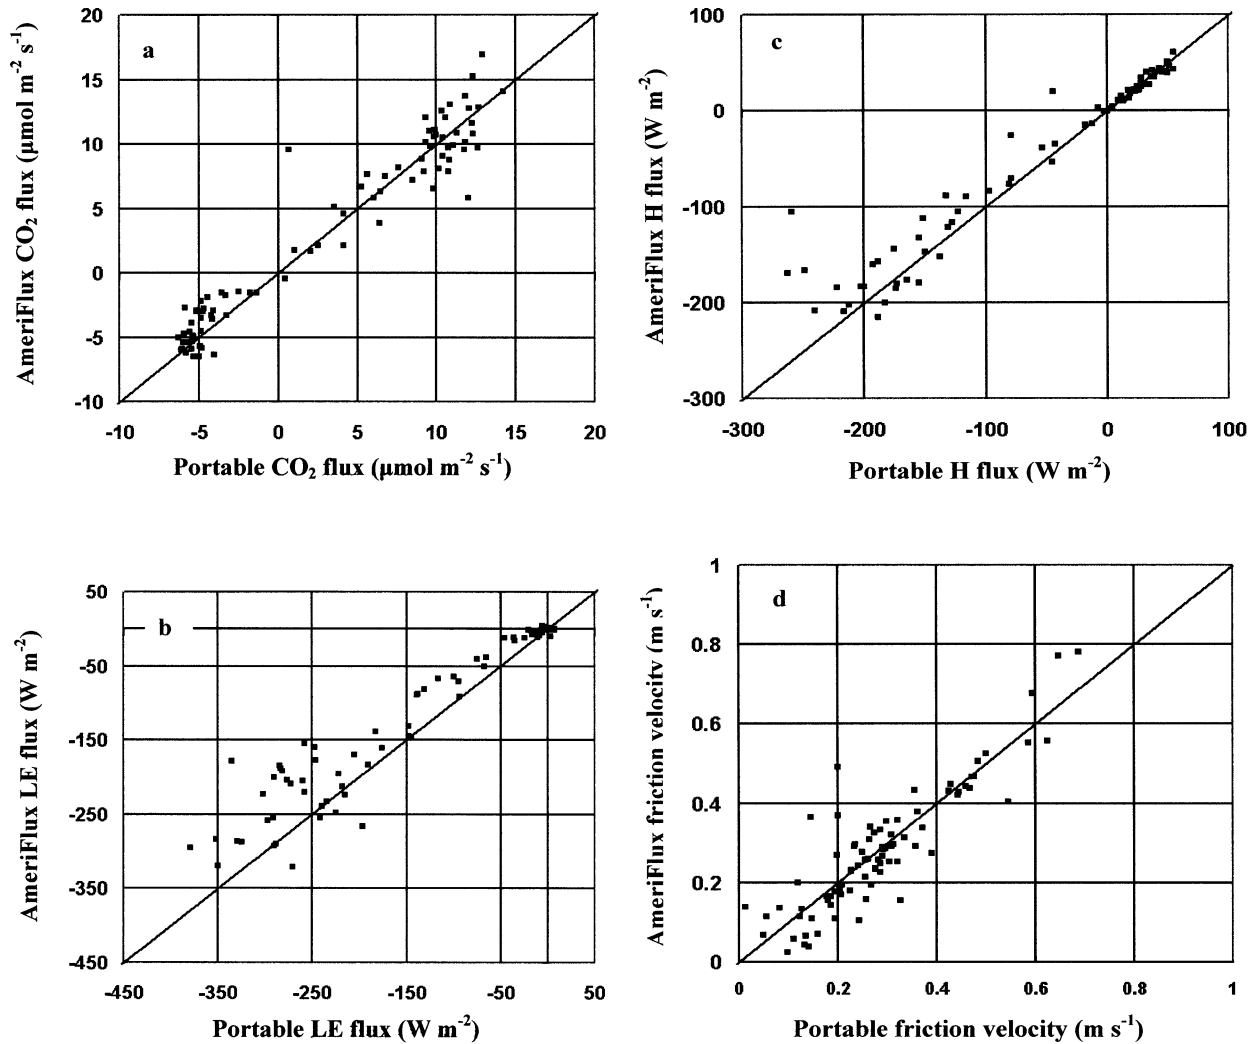 a
20
15
10
5
0
-5
-10
-10 -5 0 5 10 15 20
AmeriFlux CO₂ flux (µmol m⁻² s⁻¹)
Portable CO₂ flux (µmol m⁻² s⁻¹)
c
100
0
-100
-200
-300
-300 -200 -100 0 100
AmeriFlux H flux (W m⁻²)
Portable H flux (W m⁻²)
b
50
-50
-150
-250
-350
-450
-450 -350 -250 -150 -50 50
AmeriFlux LE flux (W m⁻²)
Portable LE flux (W m⁻²)
d
1
0.8
0.6
0.4
0.2
0
0 0.2 0.4 0.6 0.8 1
AmeriFlux friction velocity (m s⁻¹)
Portable friction velocity (m s⁻¹)